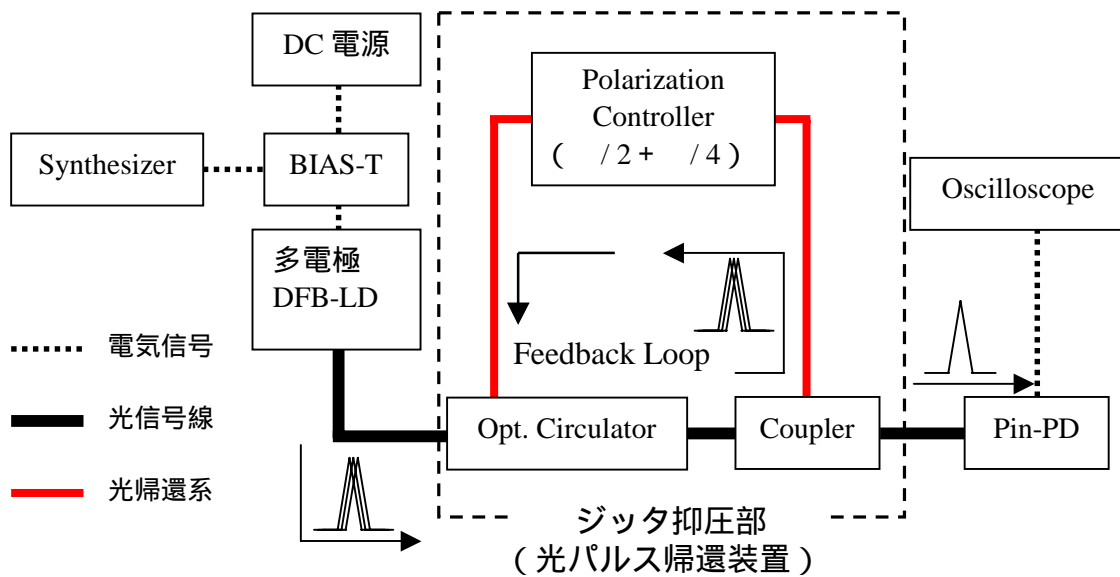 DC 電源
Polarization
Controller
( /2 + /4 )
Synthesizer
BIAS-T
Oscilloscope
多電極
DFB-LD
電気信号
Feedback Loop
光信号線
Opt. Circulator
Coupler
Pin-PD
光帰還系
ジッタ抑圧部
(光パルス帰還装置)